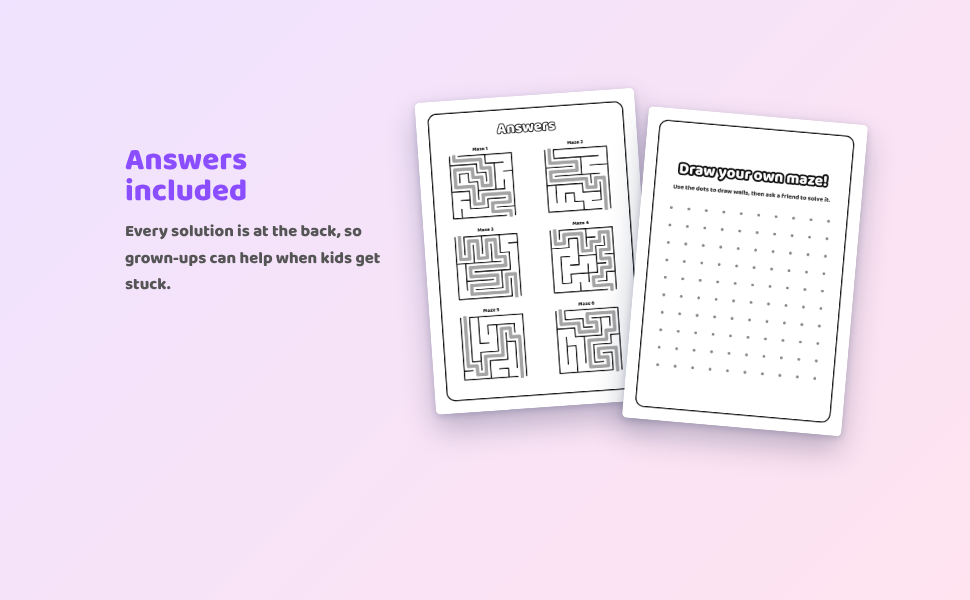 Answers
included
Every solution is at the back, so
grown-ups can help when kids get
stuck.
Answers
Maze 1
Maze 2
Maze 3
Maze 4
Maze 5
Maze 6
Draw your own maze!
Use the dots to draw walls, then ask a friend to solve it.